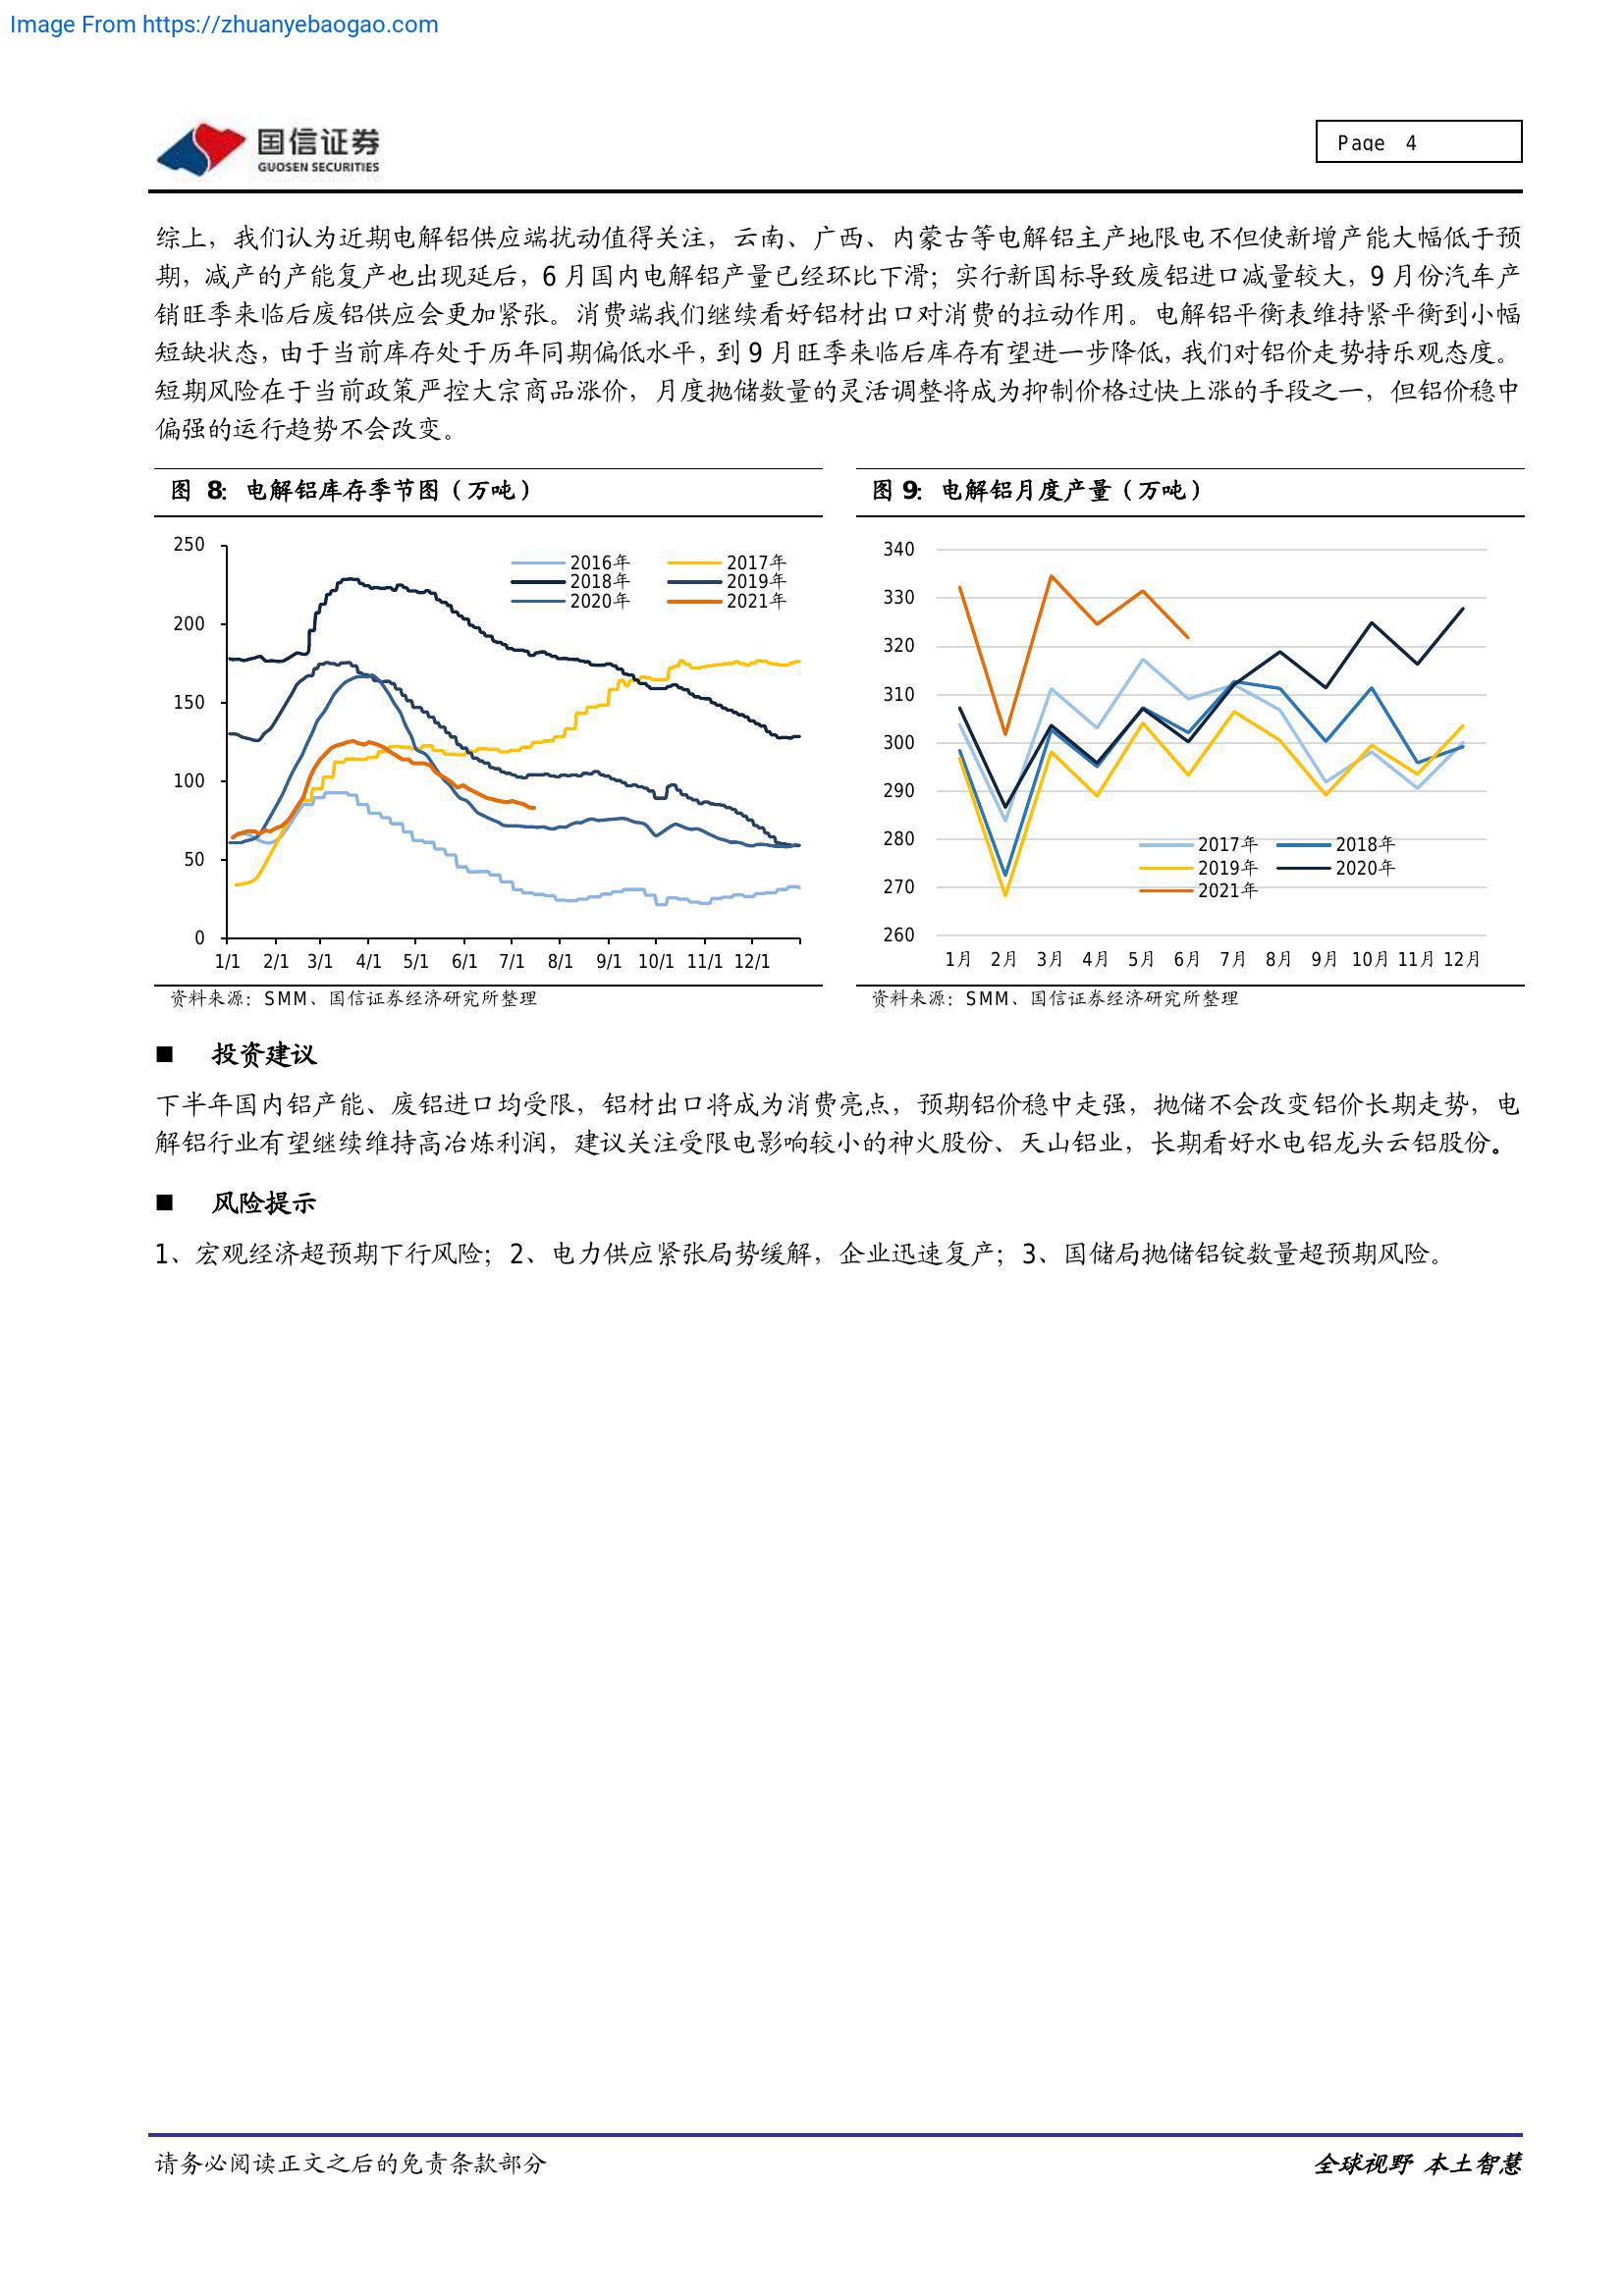 Image From https://zhuanyebaogao.com
国信证券
GUOSEN SECURITIES
Page 4
综上，我们认为近期电解铝供应端扰动值得关注，云南、广西、内蒙古等电解铝主产地限电不但使新增产能大幅低于预
期，减产的产能复产也出现延后，6 月国内电解铝产量已经环比下滑；实行新国标导致废铝进口减量较大，9 月份汽车产
销旺季来临后废铝供应会更加紧张。消费端我们继续看好铝材出口对消费的拉动作用。电解铝平衡表维持紧平衡到小幅
短缺状态，由于当前库存处于历年同期偏低水平，到 9 月旺季来临后库存有望进一步降低，我们对铝价走势持乐观态度。
短期风险在于当前政策严控大宗商品涨价，月度抛储数量的灵活调整将成为抑制价格过快上涨的手段之一，但铝价稳中
偏强的运行趋势不会改变。
图 8：电解铝库存季节图（万吨）
250
200
150
100
50
0
2016年 2017年
2018年 2019年
2020年 2021年
1/1 2/1 3/1 4/1 5/1 6/1 7/1 8/1 9/1 10/1 11/1 12/1
资料来源：SMM、国信证券经济研究所整理
图 9：电解铝月度产量（万吨）
340
330
320
310
300
290
280
270
260
2017年 2018年
2019年 2020年
2021年
1月 2月 3月 4月 5月 6月 7月 8月 9月 10月 11月 12月
资料来源：SMM、国信证券经济研究所整理
■ 投资建议
下半年国内铝产能、废铝进口均受限，铝材出口将成为消费亮点，预期铝价稳中走强，抛储不会改变铝价长期走势，电
解铝行业有望继续维持高冶炼利润，建议关注受限电影响较小的神火股份、天山铝业，长期看好水电铝龙头云铝股份。
■ 风险提示
1、宏观经济超预期下行风险；2、电力供应紧张局势缓解，企业迅速复产；3、国储局抛储铝锭数量超预期风险。
请务必阅读正文之后的免责条款部分
全球视野 本土智慧